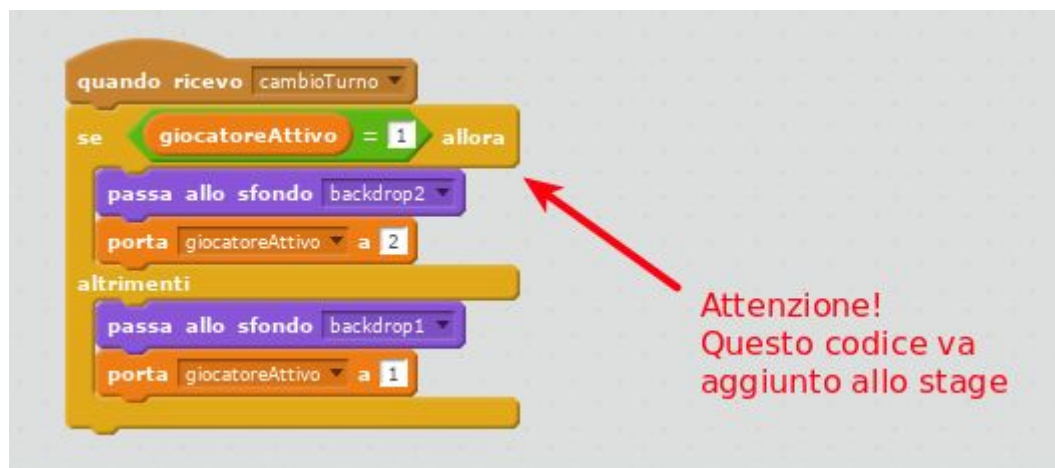 quando ricevo cambioTurno
se giocatoreAttivo = 1 allora
passa allo sfondo backdrop2
porta giocatoreAttivo a 2
altrimenti
passa allo sfondo backdrop1
porta giocatoreAttivo a 1
Attenzione!
Questo codice va
aggiunto allo stage